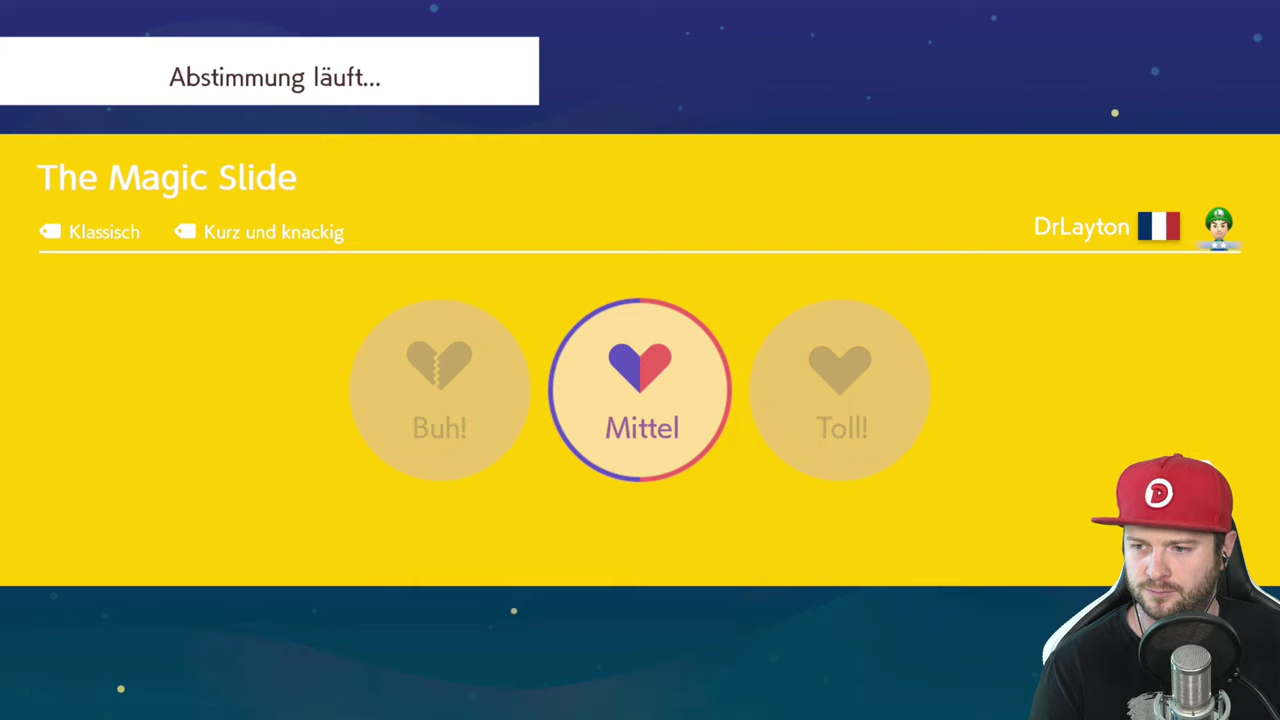 Abstimmung läuft...
The Magic Slide
Klassisch Kurz und knackig
DrLayton
Buh! Mittel Toll!
D